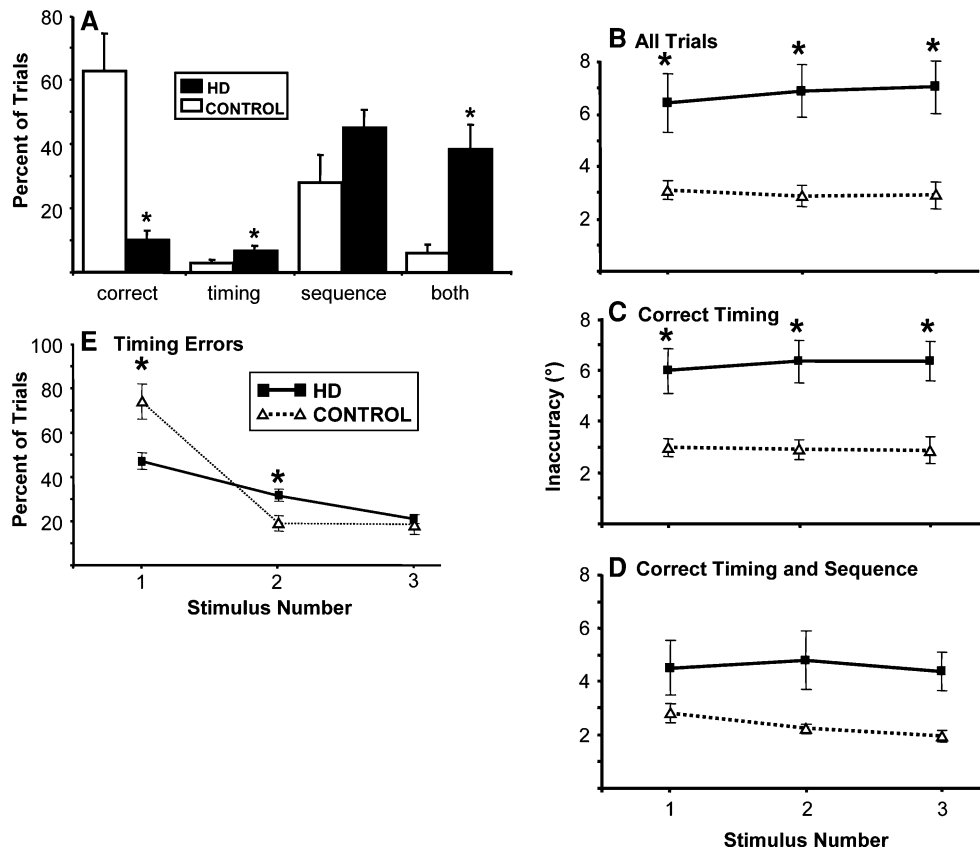 A
80
60
40
20
Percent of Trials
HD
CONTROL
*
*
*
correct timing sequence both
B All Trials
8
6
4
2
* * *
C Correct Timing
8
6
4
2
* * *
Inaccuracy (°)
E Timing Errors
100
80
60
40
20
Percent of Trials
HD
CONTROL
*
*
1 2 3
Stimulus Number
D Correct Timing and Sequence
8
6
4
2
1 2 3
Stimulus Number